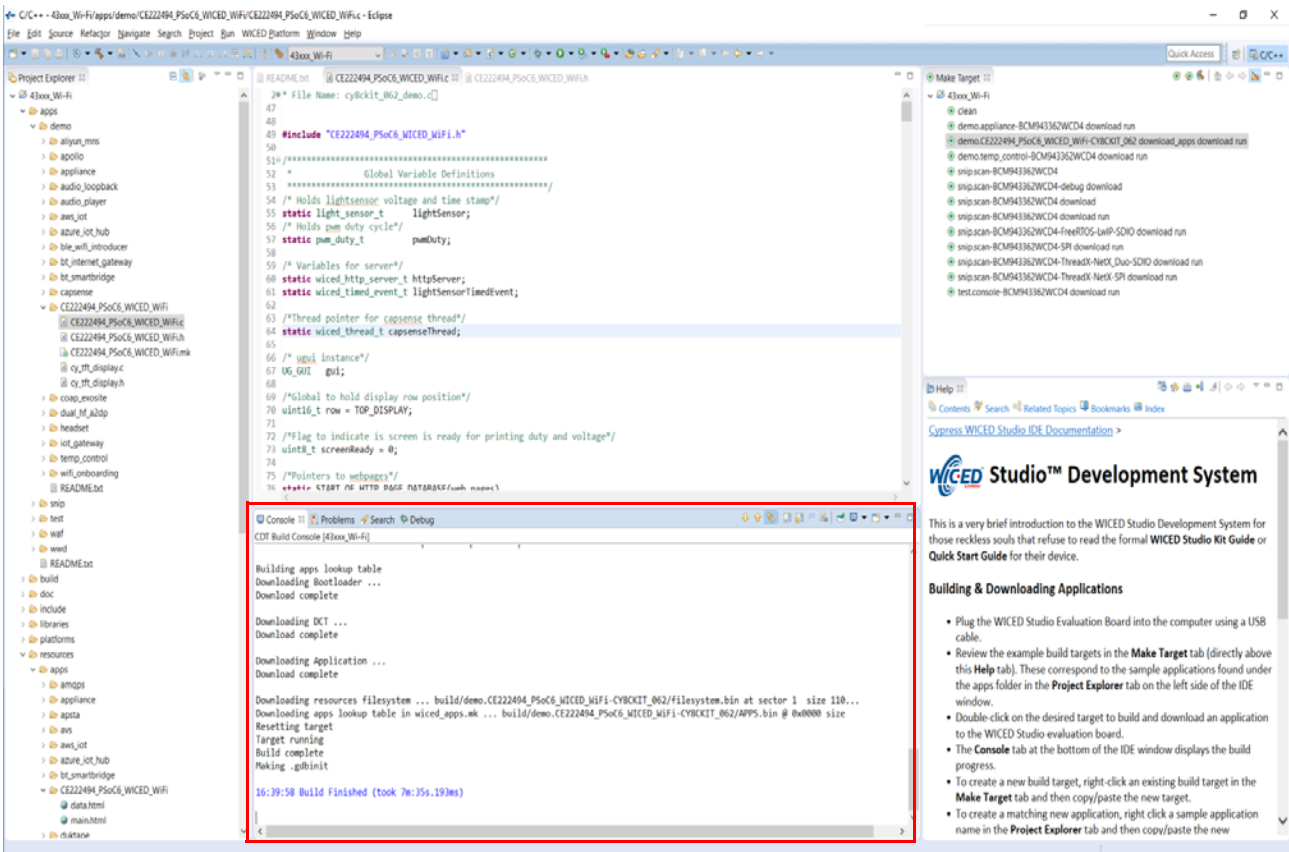 C/C++ - 43xxx_Wi-Fi/apps/demo/CE222494_PSoC6_WICED_WiFi/CE222494_PSoC6_WICED_WiFi.c - Eclipse
File Edit Source Refactor Navigate Search Project Run WICED Platform Window Help
43xxx_Wi-Fi
Quick Access
C/C++
Project Explorer
43xxx_Wi-Fi
apps
demo
aliyun_mns
apollo
appliance
audio_loopback
audio_player
aws_iot
azure_iot_hub
ble_wifi_introducer
bt_internet_gateway
bt_smartbridge
capsense
CE222494_PSoC6_WICED_WiFi
CE222494_PSoC6_WICED_WiFi.c
CE222494_PSoC6_WICED_WiFi.h
CE222494_PSoC6_WICED_WiFi.mk
cy_tft_display.c
cy_tft_display.h
coap_exosite
dual_hf_a2dp
headset
iot_gateway
temp_control
wifi_onboarding
README.txt
snip
test
waf
wwd
README.txt
build
doc
include
libraries
platforms
resources
apps
amqps
appliance
apsta
avs
aws_iot
azure_iot_hub
bt_smartbridge
CE222494_PSoC6_WICED_WiFi
data.html
main.html
duktape
README.txt CE222494_PSoC6_WICED_WiFi.c CE222494_PSoC6_WICED_WiFi.h
2 * File Name: cy8ckit_062_demo.c
47
48
49 #include "CE222494_PSoC6_WICED_WiFi.h"
50
51 /******************************************************
52 * Global Variable Definitions
53 ******************************************************/
54 /* Holds lightsensor voltage and time stamp*/
55 static light_sensor_t lightSensor;
56 /* Holds pwm duty cycle*/
57 static pwm_duty_t pwmDuty;
58
59 /* Variables for server*/
60 static wiced_http_server_t httpServer;
61 static wiced_timed_event_t lightSensorTimedEvent;
62
63 /*Thread pointer for capsense thread*/
64 static wiced_thread_t capsenseThread;
65
66 /* ugui instance*/
67 UG_GUI gui;
68
69 /*Global to hold display row position*/
70 uint16_t row = TOP_DISPLAY;
71
72 /*Flag to indicate is screen is ready for printing duty and voltage*/
73 uint8_t screenReady = 0;
74
75 /*Pointers to webpages*/
76 static START_OF_HTTP_PAGE_DATABASE(web_pages)
Console Problems Search Debug
CDT Build Console [43xxx_Wi-Fi]
Building apps lookup table
Downloading Bootloader ...
Download complete
Downloading DCT ...
Download complete
Downloading Application ...
Download complete
Downloading resources filesystem ... build/demo.CE222494_PSoC6_WICED_WiFi-CY8CKIT_062/filesystem.bin at sector 1 size 110...
Downloading apps lookup table in wiced_apps.mk ... build/demo.CE222494_PSoC6_WICED_WiFi-CY8CKIT_062/APPS.bin @ 0x0000 size
Resetting target
Target running
Build complete
Making .gdbinit
16:39:58 Build Finished (took 7m:35s.193ms)
Make Target
43xxx_Wi-Fi
clean
demo.appliance-BCM943362WCD4 download run
demo.CE222494_PSoC6_WICED_WiFi-CY8CKIT_062 download_apps download run
demo.temp_control-BCM943362WCD4 download run
snip.scan-BCM943362WCD4
snip.scan-BCM943362WCD4-debug download
snip.scan-BCM943362WCD4 download
snip.scan-BCM943362WCD4 download run
snip.scan-BCM943362WCD4-FreeRTOS-LwIP-SDIO download run
snip.scan-BCM943362WCD4-SPI download run
snip.scan-BCM943362WCD4-ThreadX-NetX_Duo-SDIO download run
snip.scan-BCM943362WCD4-ThreadX-NetX-SPI download run
test.console-BCM943362WCD4 download run
Help
Contents Search Related Topics Bookmarks Index
Cypress WICED Studio IDE Documentation >
WICED Studio™ Development System
This is a very brief introduction to the WICED Studio Development System for
those reckless souls that refuse to read the formal WICED Studio Kit Guide or
Quick Start Guide for their device.
Building & Downloading Applications
• Plug the WICED Studio Evaluation Board into the computer using a USB
cable.
• Review the example build targets in the Make Target tab (directly above
this Help tab). These correspond to the sample applications found under
the apps folder in the Project Explorer tab on the left side of the IDE
window.
• Double-click on the desired target to build and download an application
to the WICED Studio evaluation board.
• The Console tab at the bottom of the IDE window displays the build
progress.
• To create a new build target, right-click an existing build target in the
Make Target tab and then copy/paste the new target.
• To create a matching new application, right click a sample application
name in the Project Explorer tab and then copy/paste the new